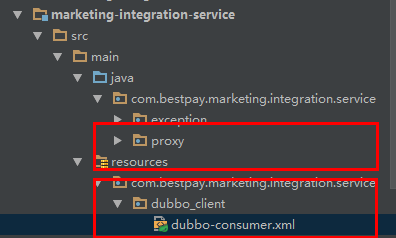 marketing-integration-service
src
main
java
com.bestpay.marketing.integration.service
exception
proxy
resources
com.bestpay.marketing.integration.service
dubbo_client
dubbo-consumer.xml